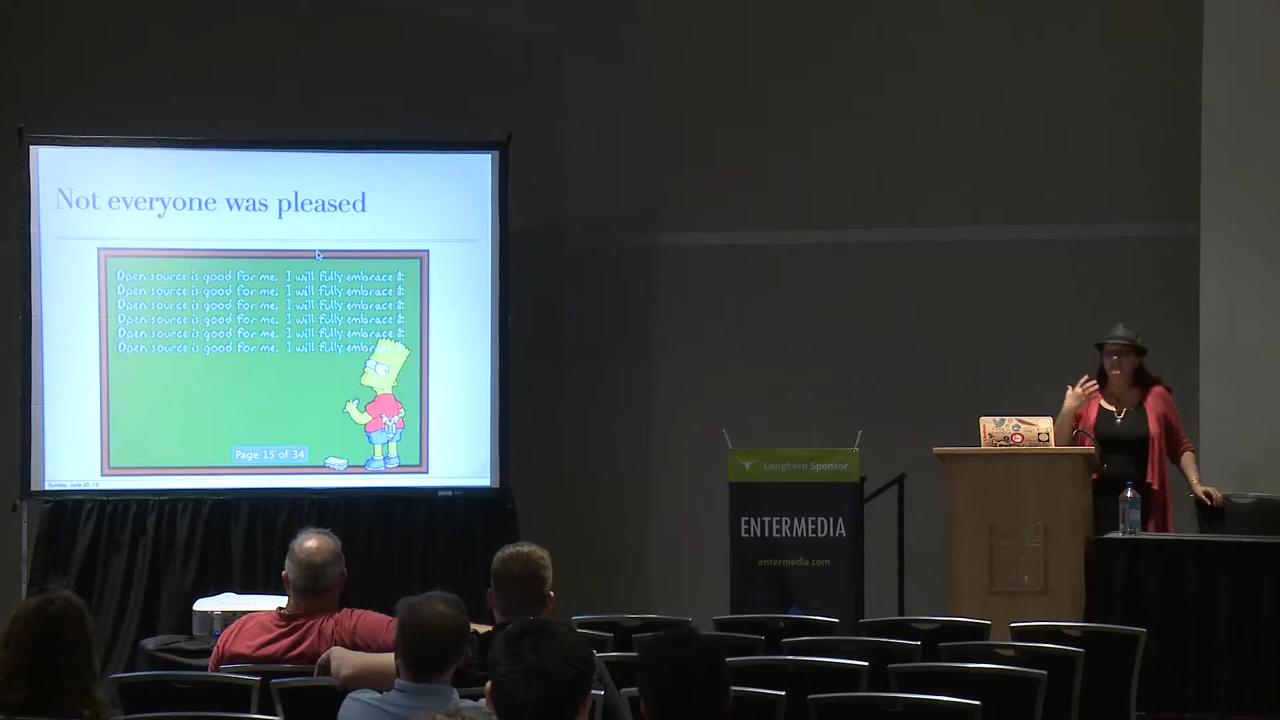 Not everyone was pleased
Open source is good for me. I will fully embrace it.
Open source is good for me. I will fully embrace it.
Open source is good for me. I will fully embrace it.
Open source is good for me. I will fully embrace it.
Open source is good for me. I will fully embrace it.
Open source is good for me. I will fully embra
Page 15 of 34
Longhorn Sponsor
ENTERMEDIA
entermedia.com